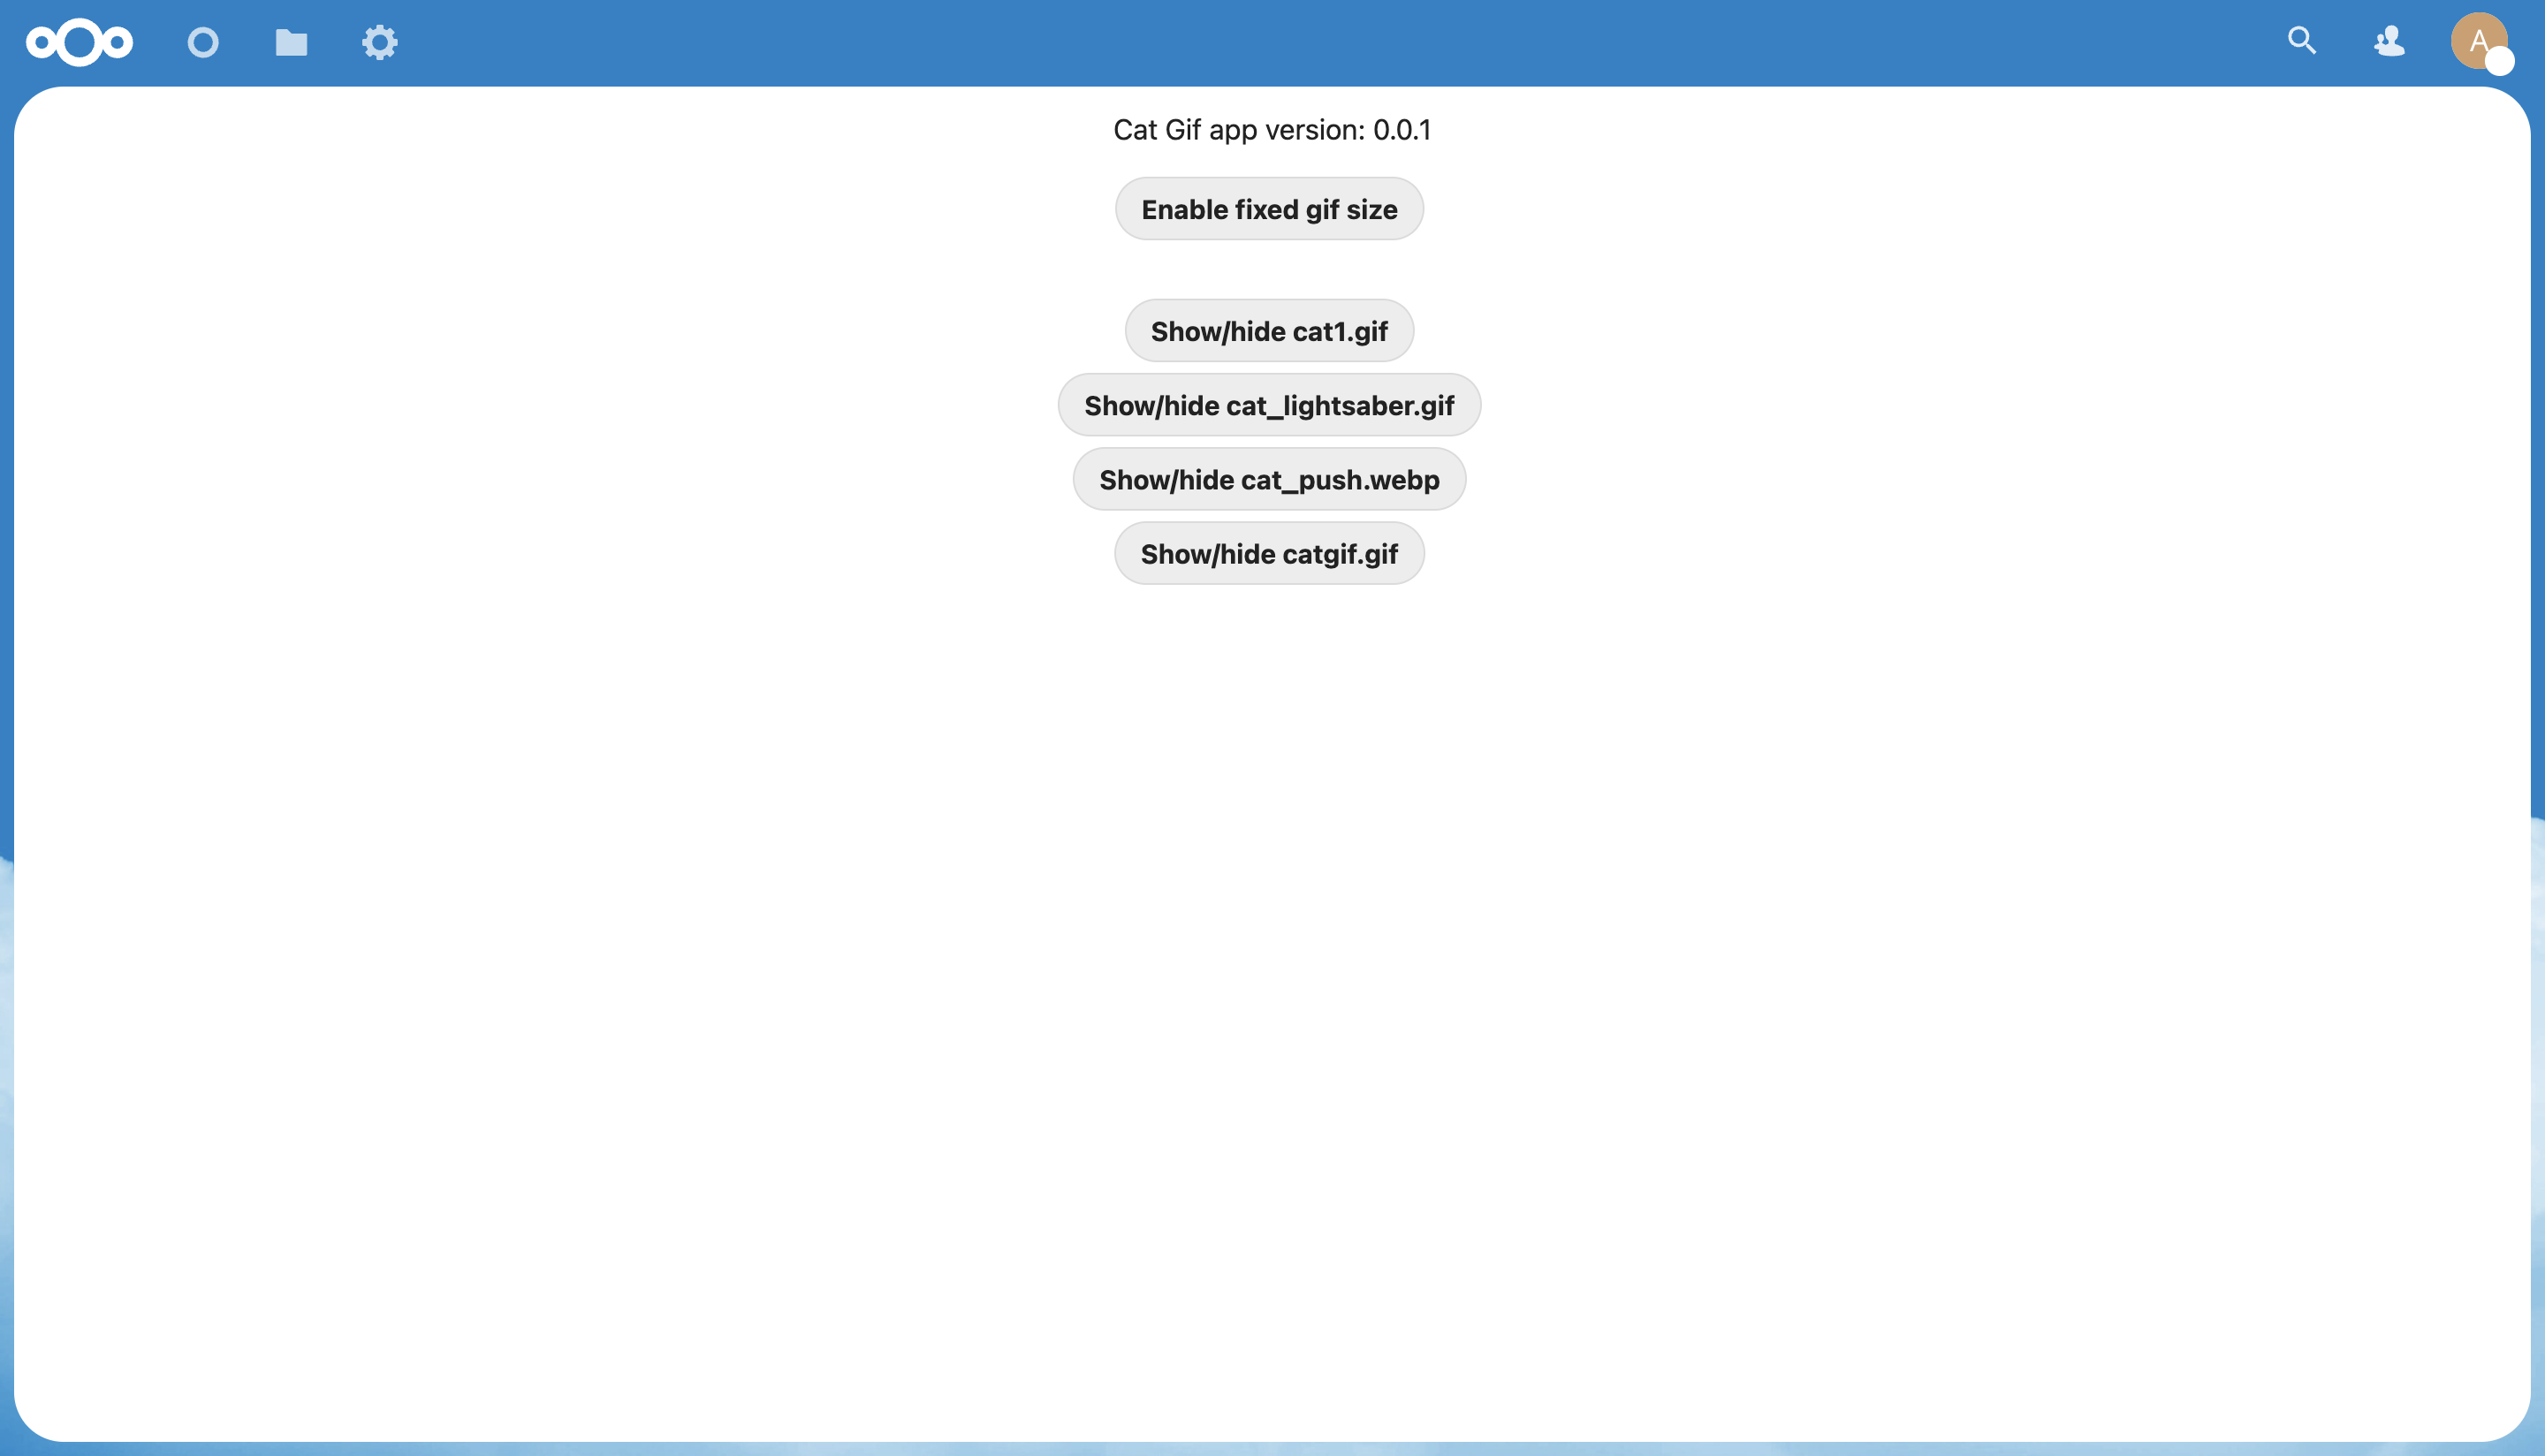 A
Cat Gif app version: 0.0.1
Enable fixed gif size
Show/hide cat1.gif
Show/hide cat_lightsaber.gif
Show/hide cat_push.webp
Show/hide catgif.gif